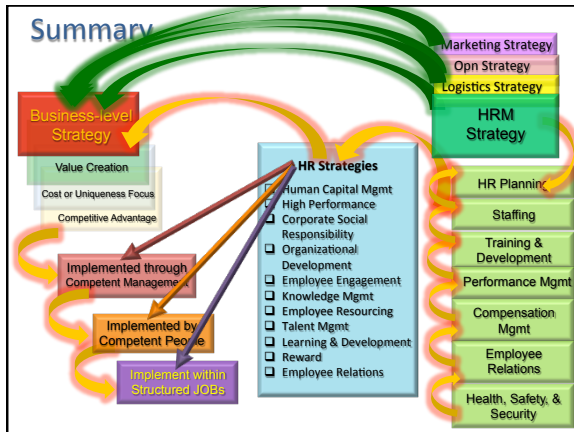 Summary
Marketing Strategy
Opn Strategy
Logistics Strategy
HRM
Strategy
Business-level
Strategy
Value Creation
Cost or Uniqueness Focus
Competitive Advantage
Implemented through
Competent Management
Implemented by
Competent People
Implement within
Structured JOBs
HR Strategies
❑ Human Capital Mgmt
❑ High Performance
❑ Corporate Social
Responsibility
❑ Organizational
Development
❑ Employee Engagement
❑ Knowledge Mgmt
❑ Employee Resourcing
❑ Talent Mgmt
❑ Learning & Development
❑ Reward
❑ Employee Relations
HR Planning
Staffing
Training &
Development
Performance Mgmt
Compensation
Mgmt
Employee
Relations
Health, Safety, &
Security